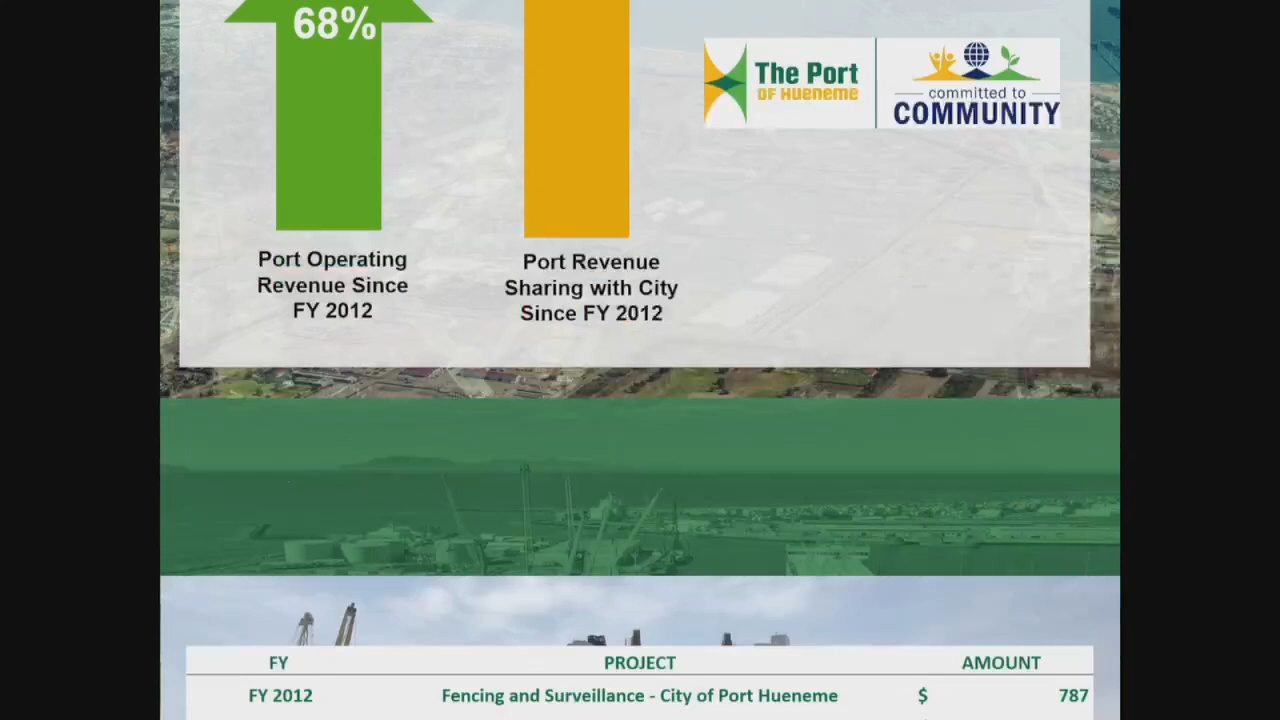 68%
The Port
OF HUENEME
committed to
COMMUNITY
Port Operating
Revenue Since
FY 2012
Port Revenue
Sharing with City
Since FY 2012
FY PROJECT AMOUNT
FY 2012 Fencing and Surveillance - City of Port Hueneme $ 787